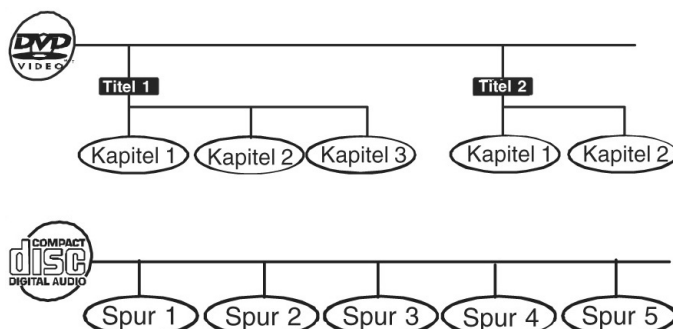 DVD
VIDEO
Titel 1
Titel 2
Kapitel 1
Kapitel 2
Kapitel 3
Kapitel 1
Kapitel 2
COMPACT
disc
DIGITAL AUDIO
Spur 1
Spur 2
Spur 3
Spur 4
Spur 5